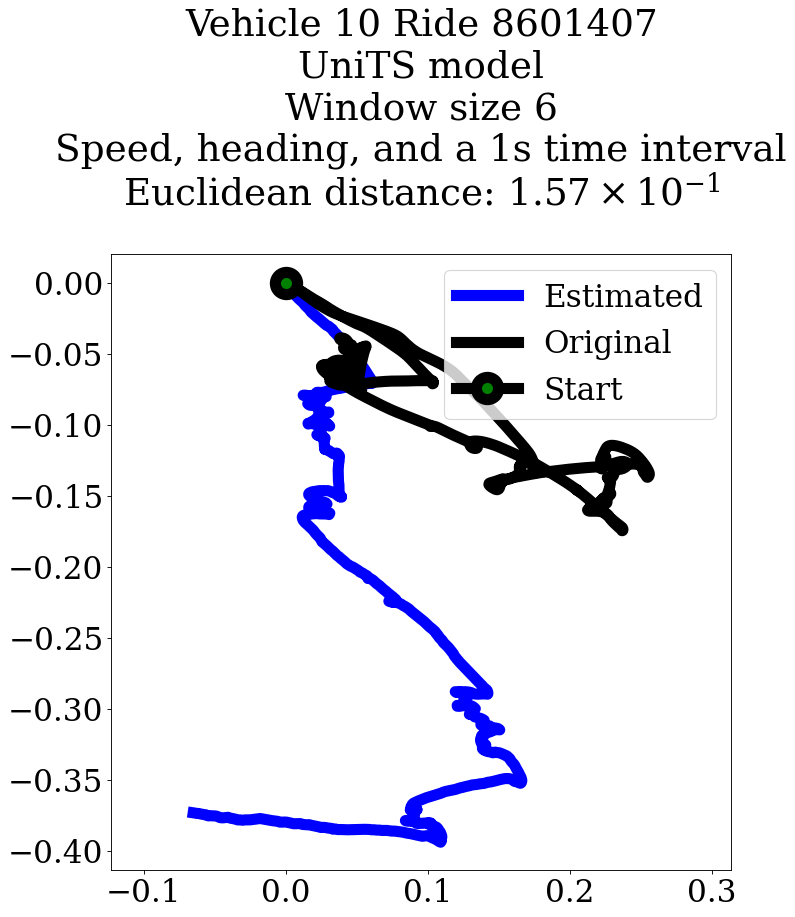 Vehicle 10 Ride 8601407
UniTS model
Window size 6
Speed, heading, and a 1s time interval
Euclidean distance: 1.57 × 10⁻¹
Estimated
Original
Start
0.00
−0.05
−0.10
−0.15
−0.20
−0.25
−0.30
−0.35
−0.40
−0.1 0.0 0.1 0.2 0.3